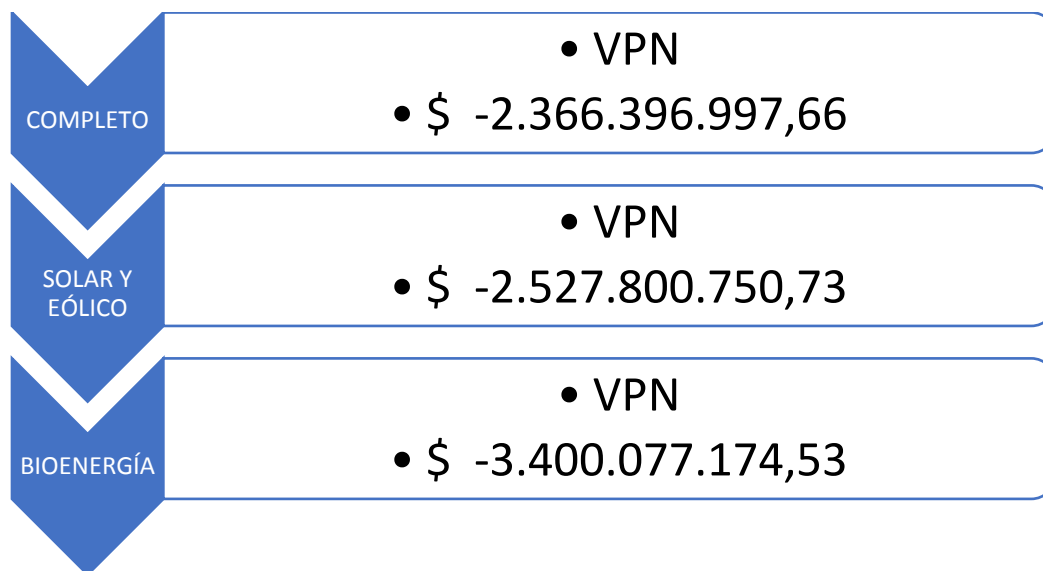 COMPLETO
• VPN
• $ -2.366.396.997,66
SOLAR Y
EÓLICO
• VPN
• $ -2.527.800.750,73
BIOENERGÍA
• VPN
• $ -3.400.077.174,53